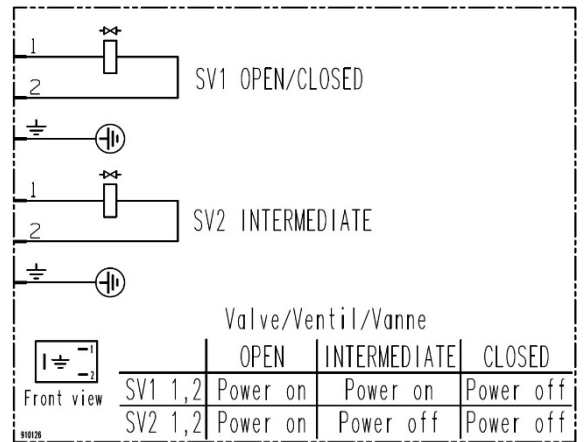 1
2
SV1 OPEN/CLOSED
1
2
SV2 INTERMEDIATE
Valve/Ventil/Vanne
OPEN INTERMEDIATE CLOSED
SV1 1,2 Power on Power on Power off
SV2 1,2 Power on Power off Power off
1
2
Front view
910126